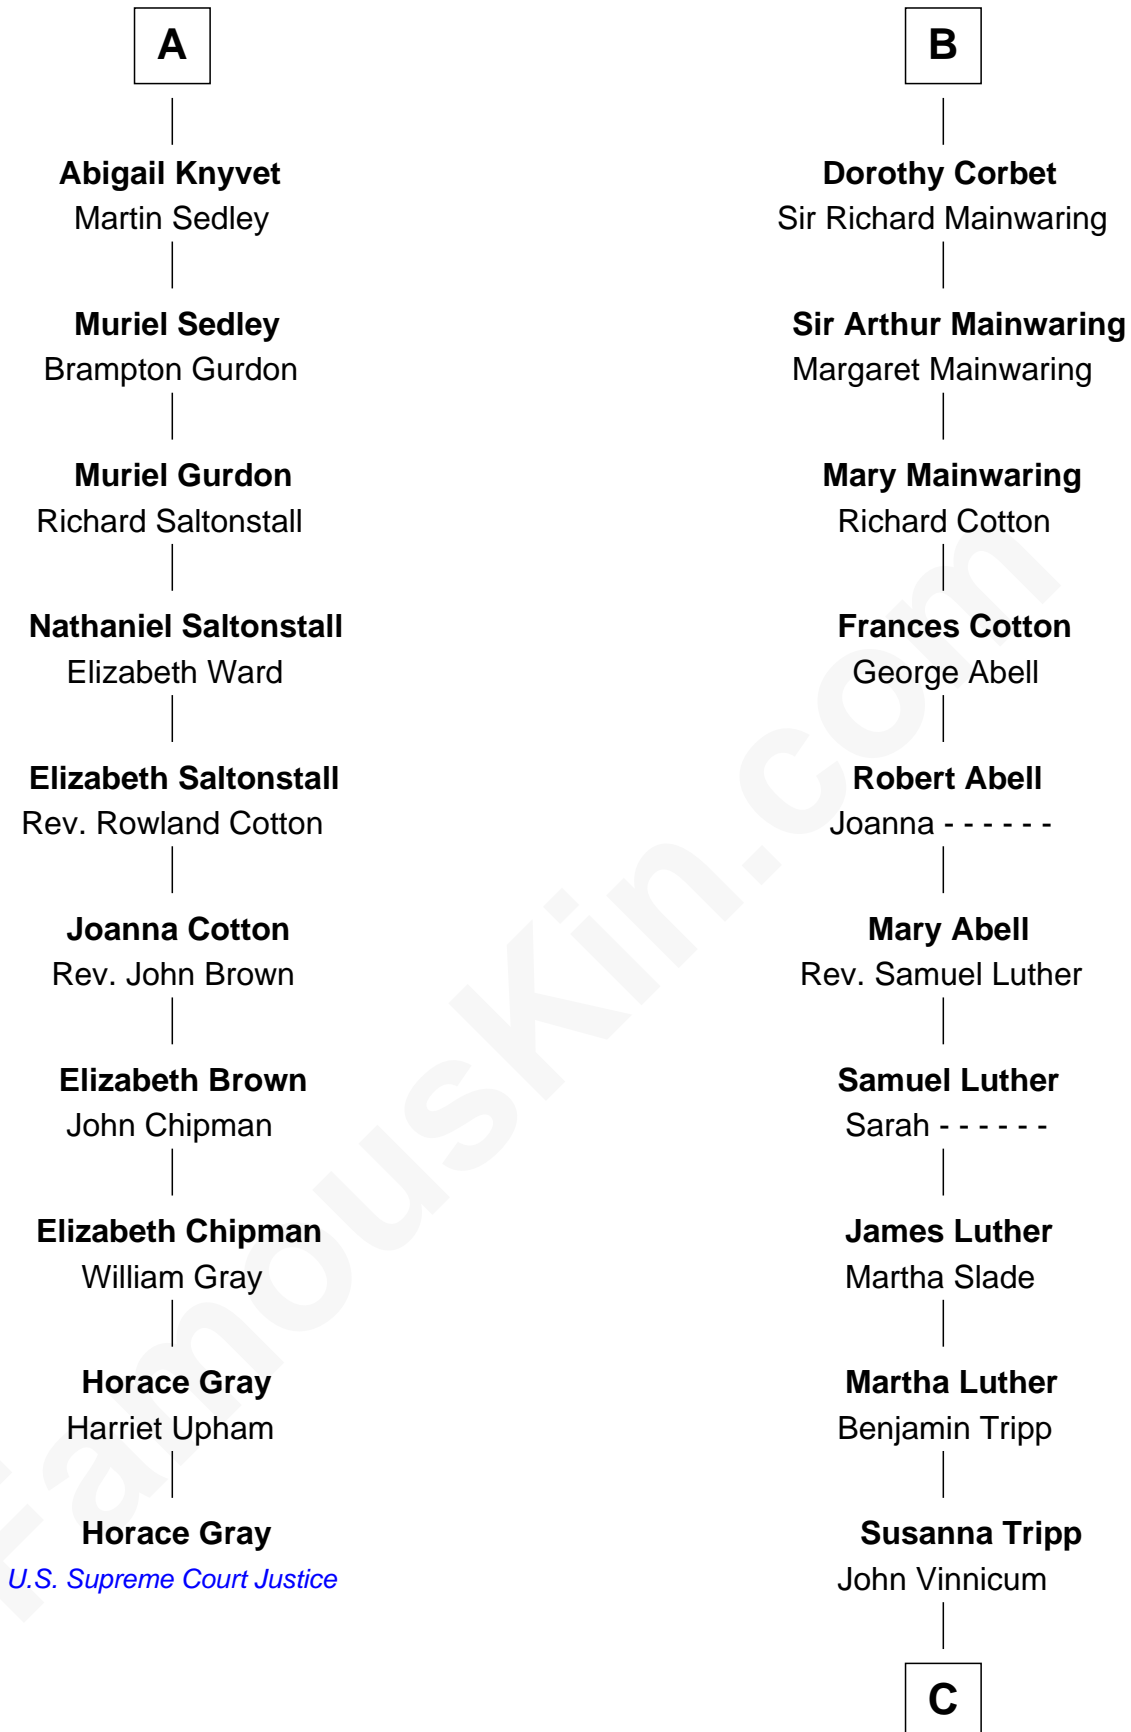 A
Abigail Knyvet
Martin Sedley
Muriel Sedley
Brampton Gurdon
Muriel Gurdon
Richard Saltonstall
Nathaniel Saltonstall
Elizabeth Ward
Elizabeth Saltonstall
Rev. Rowland Cotton
Joanna Cotton
Rev. John Brown
Elizabeth Brown
John Chipman
Elizabeth Chipman
William Gray
Horace Gray
Harriet Upham
Horace Gray
U.S. Supreme Court Justice
B
Dorothy Corbet
Sir Richard Mainwaring
Sir Arthur Mainwaring
Margaret Mainwaring
Mary Mainwaring
Richard Cotton
Frances Cotton
George Abell
Robert Abell
Joanna - - - - - -
Mary Abell
Rev. Samuel Luther
Samuel Luther
Sarah - - - - - -
James Luther
Martha Slade
Martha Luther
Benjamin Tripp
Susanna Tripp
John Vinnicum
C
FamousKin.com